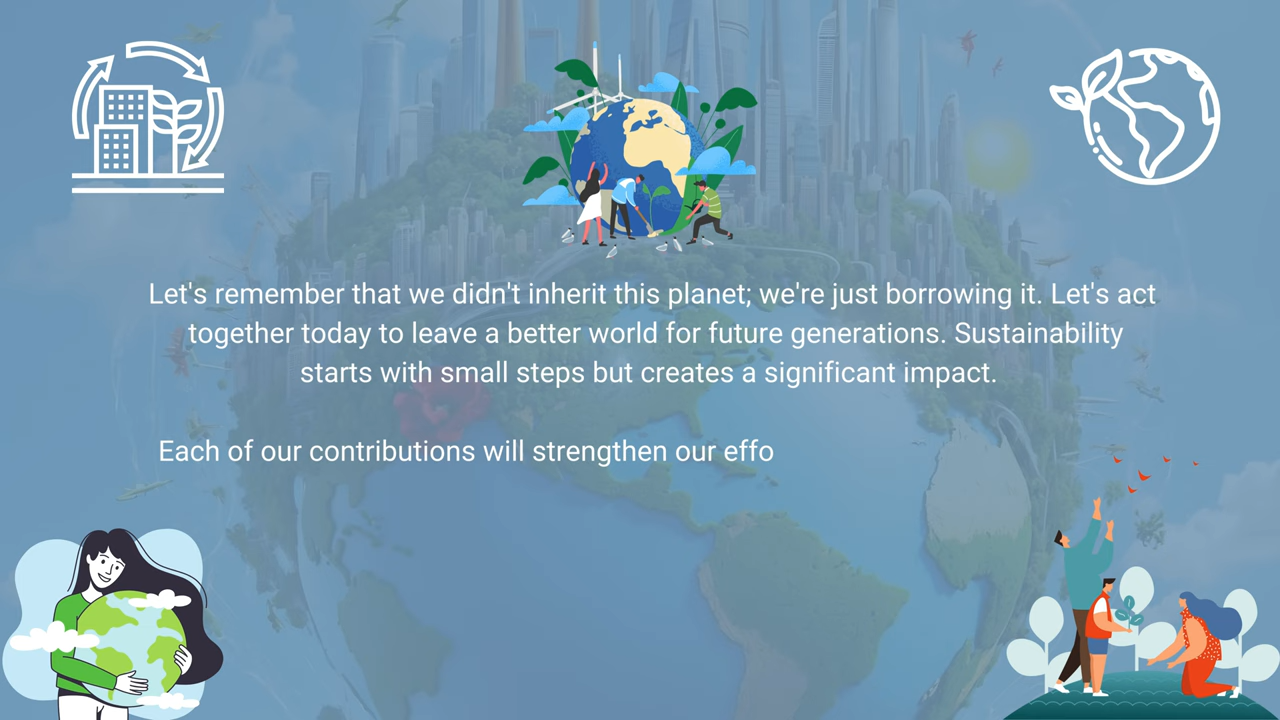 Let's remember that we didn't inherit this planet; we're just borrowing it. Let's act
together today to leave a better world for future generations. Sustainability
starts with small steps but creates a significant impact.
Each of our contributions will strengthen our effo